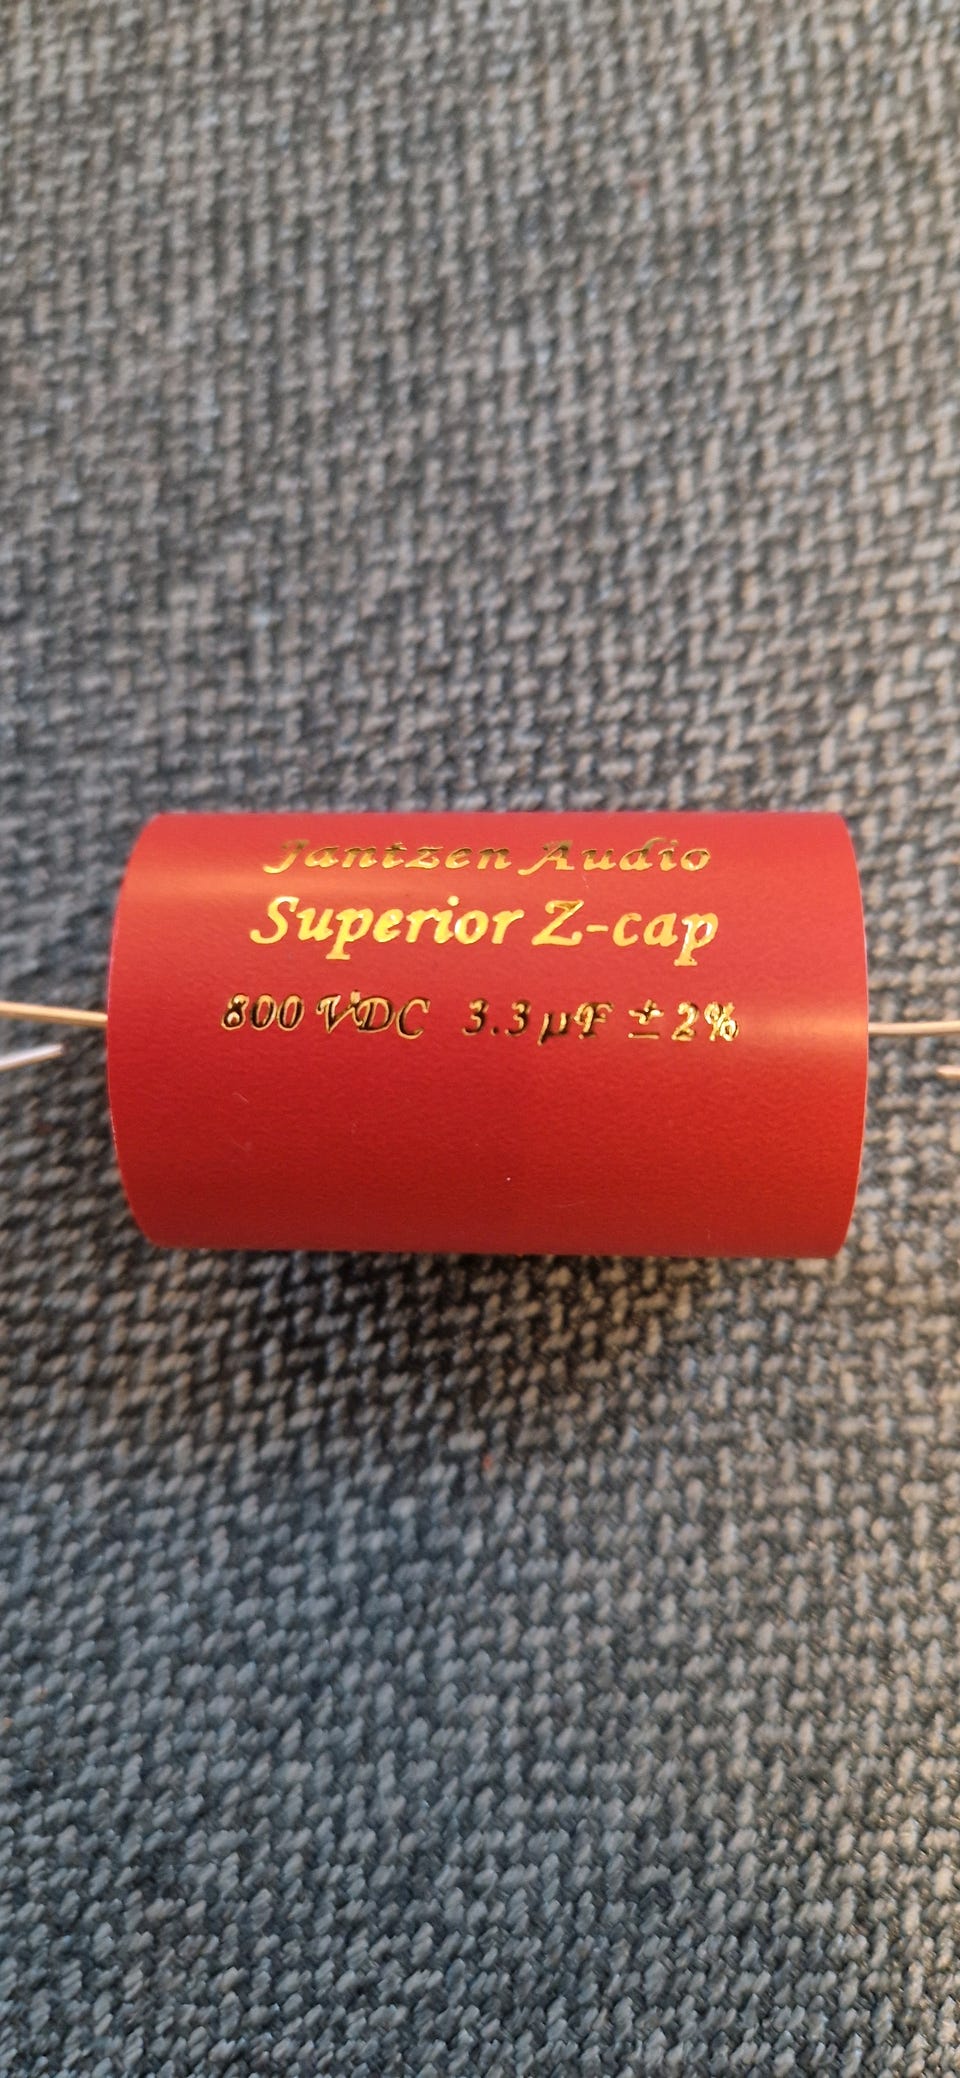 Jantzen Audio
Superior Z-cap
800 VDC 3.3 µF ± 2%